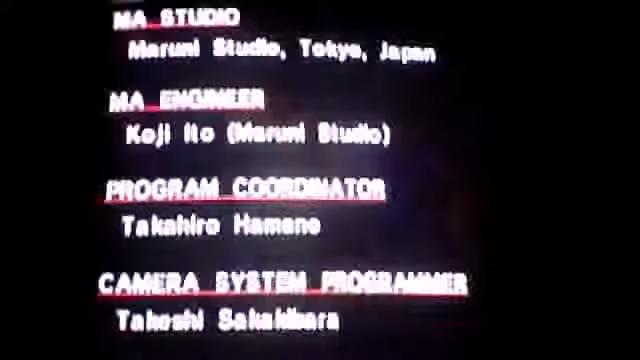 MA STUDIO
Maruni Studio, Tokyo, Japan
MA ENGINEER
Koji Ito (Maruni Studio)
PROGRAM COORDINATOR
Takahiro Hamano
CAMERA SYSTEM PROGRAMMER
Takeshi Sakakibara